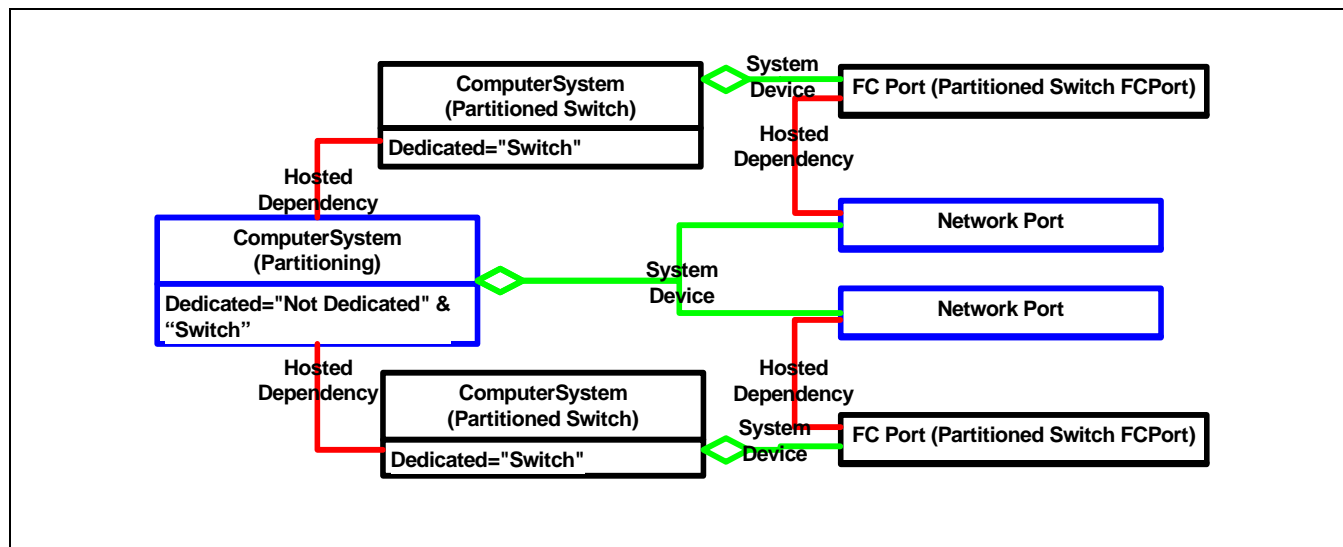 ComputerSystem
(Partitioned Switch)
Dedicated="Switch"
System
Device
FC Port (Partitioned Switch FCPort)
Hosted
Dependency
Hosted
Dependency
Network Port
ComputerSystem
(Partitioning)
Dedicated="Not Dedicated" &
“Switch”
System
Device
Network Port
Hosted
Dependency
Hosted
Dependency
ComputerSystem
(Partitioned Switch)
Dedicated="Switch"
System
Device
FC Port (Partitioned Switch FCPort)